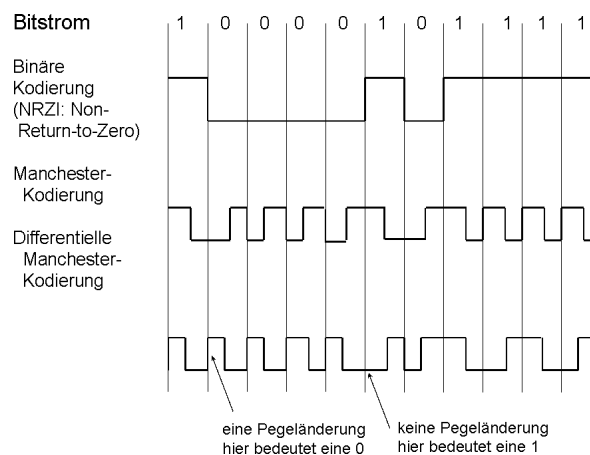 Bitstrom 1 0 0 0 0 1 0 1 1 1 1
Binäre
Kodierung
(NRZI: Non-
Return-to-Zero)
Manchester-
Kodierung
Differentielle
Manchester-
Kodierung
eine Pegeländerung
hier bedeutet eine 0
keine Pegeländerung
hier bedeutet eine 1